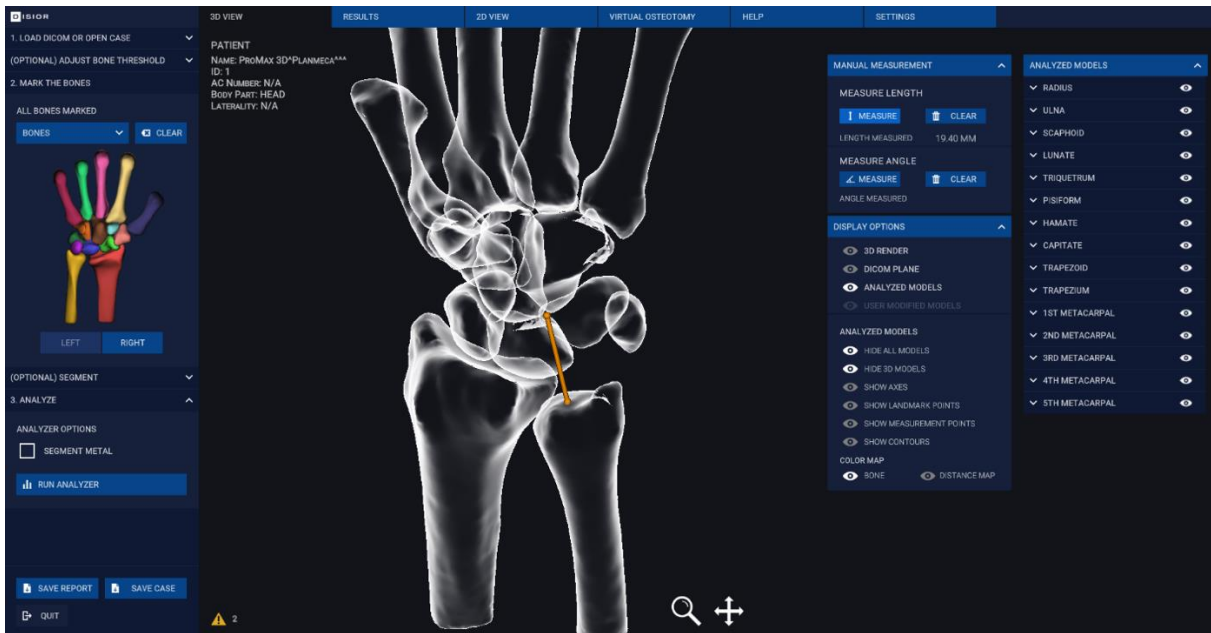 DISIOR
3D VIEW
RESULTS
2D VIEW
VIRTUAL OSTEOTOMY
HELP
SETTINGS
1. LOAD DICOM OR OPEN CASE
(OPTIONAL) ADJUST BONE THRESHOLD
2. MARK THE BONES
ALL BONES MARKED
BONES
CLEAR
LEFT
RIGHT
(OPTIONAL) SEGMENT
3. ANALYZE
ANALYZER OPTIONS
SEGMENT METAL
RUN ANALYZER
SAVE REPORT
SAVE CASE
QUIT
PATIENT
NAME: PROMAX 3D^PLANMECA^^^
ID: 1
AC NUMBER: N/A
BODY PART: HEAD
LATERALITY: N/A
2
MANUAL MEASUREMENT
MEASURE LENGTH
MEASURE
CLEAR
LENGTH MEASURED 19.40 MM
MEASURE ANGLE
MEASURE
CLEAR
ANGLE MEASURED
DISPLAY OPTIONS
3D RENDER
DICOM PLANE
ANALYZED MODELS
USER MODIFIED MODELS
ANALYZED MODELS
HIDE ALL MODELS
HIDE 3D MODELS
SHOW AXES
SHOW LANDMARK POINTS
SHOW MEASUREMENT POINTS
SHOW CONTOURS
COLOR MAP
BONE
DISTANCE MAP
ANALYZED MODELS
RADIUS
ULNA
SCAPHOID
LUNATE
TRIQUETRUM
PISIFORM
HAMATE
CAPITATE
TRAPEZOID
TRAPEZIUM
1ST METACARPAL
2ND METACARPAL
3RD METACARPAL
4TH METACARPAL
5TH METACARPAL